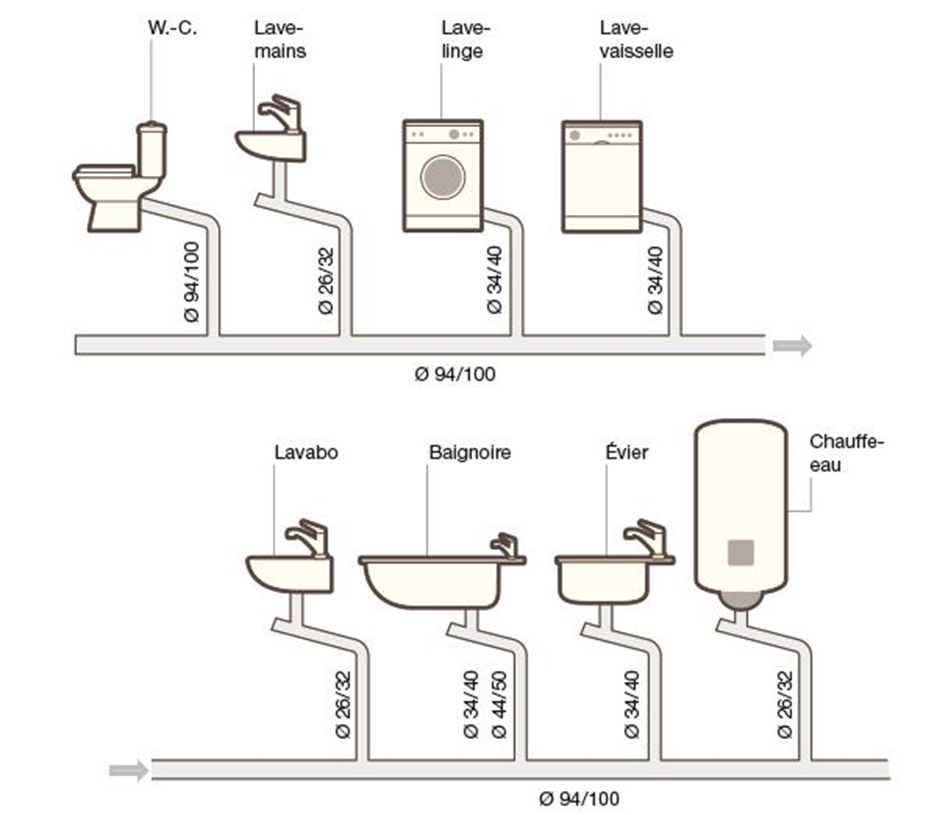 W.-C.
Lave-
mains
Lave-
linge
Lave-
vaisselle
Ø 94/100
Ø 26/32
Ø 34/40
Ø 34/40
Ø 94/100
Lavabo
Baignoire
Évier
Chauffe-
eau
Ø 26/32
Ø 34/40
Ø 44/50
Ø 34/40
Ø 26/32
Ø 94/100